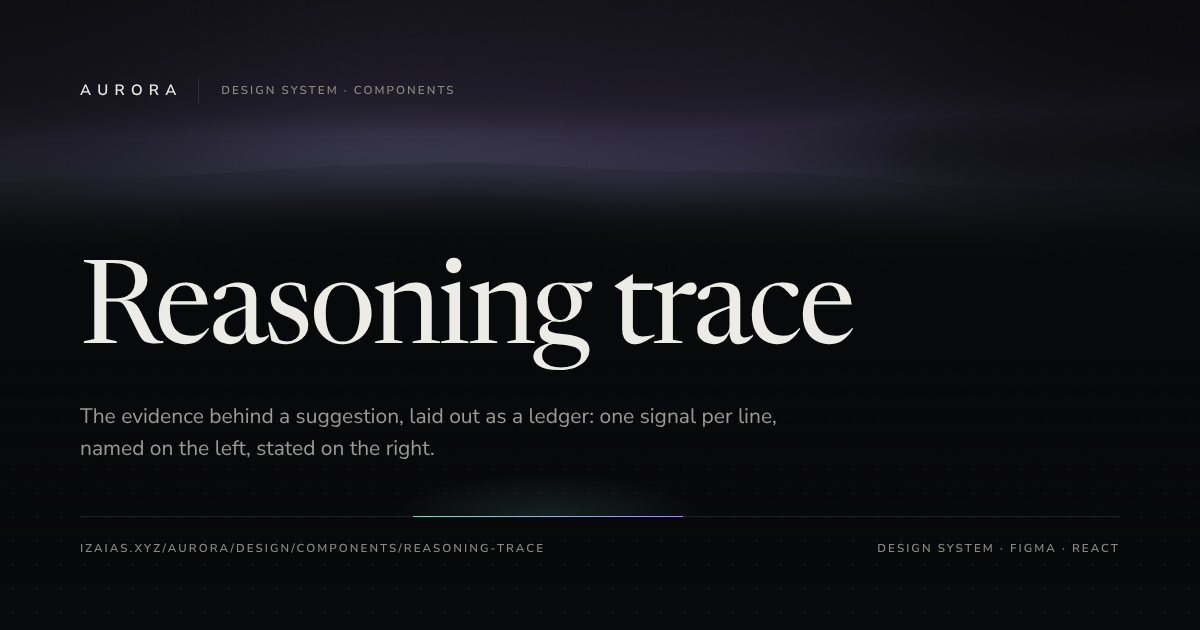 AURORA
DESIGN SYSTEM · COMPONENTS
Reasoning trace
The evidence behind a suggestion, laid out as a ledger: one signal per line,
named on the left, stated on the right.
IZAIAS.XYZ/AURORA/DESIGN/COMPONENTS/REASONING-TRACE
DESIGN SYSTEM · FIGMA · REACT